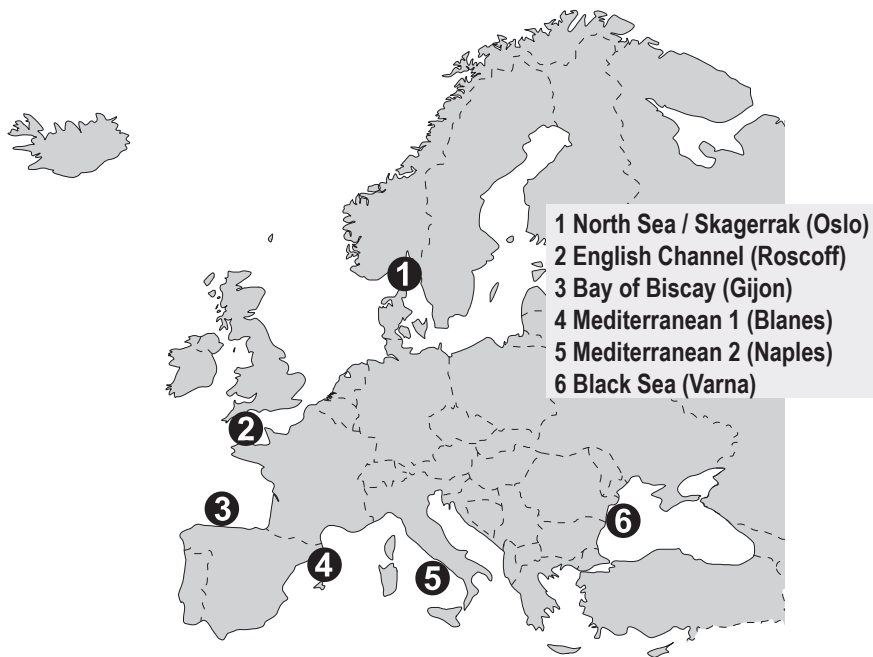 1 North Sea / Skagerrak (Oslo)
2 English Channel (Roscoff)
3 Bay of Biscay (Gijon)
4 Mediterranean 1 (Blanes)
5 Mediterranean 2 (Naples)
6 Black Sea (Varna)
1
2
3
4
5
6